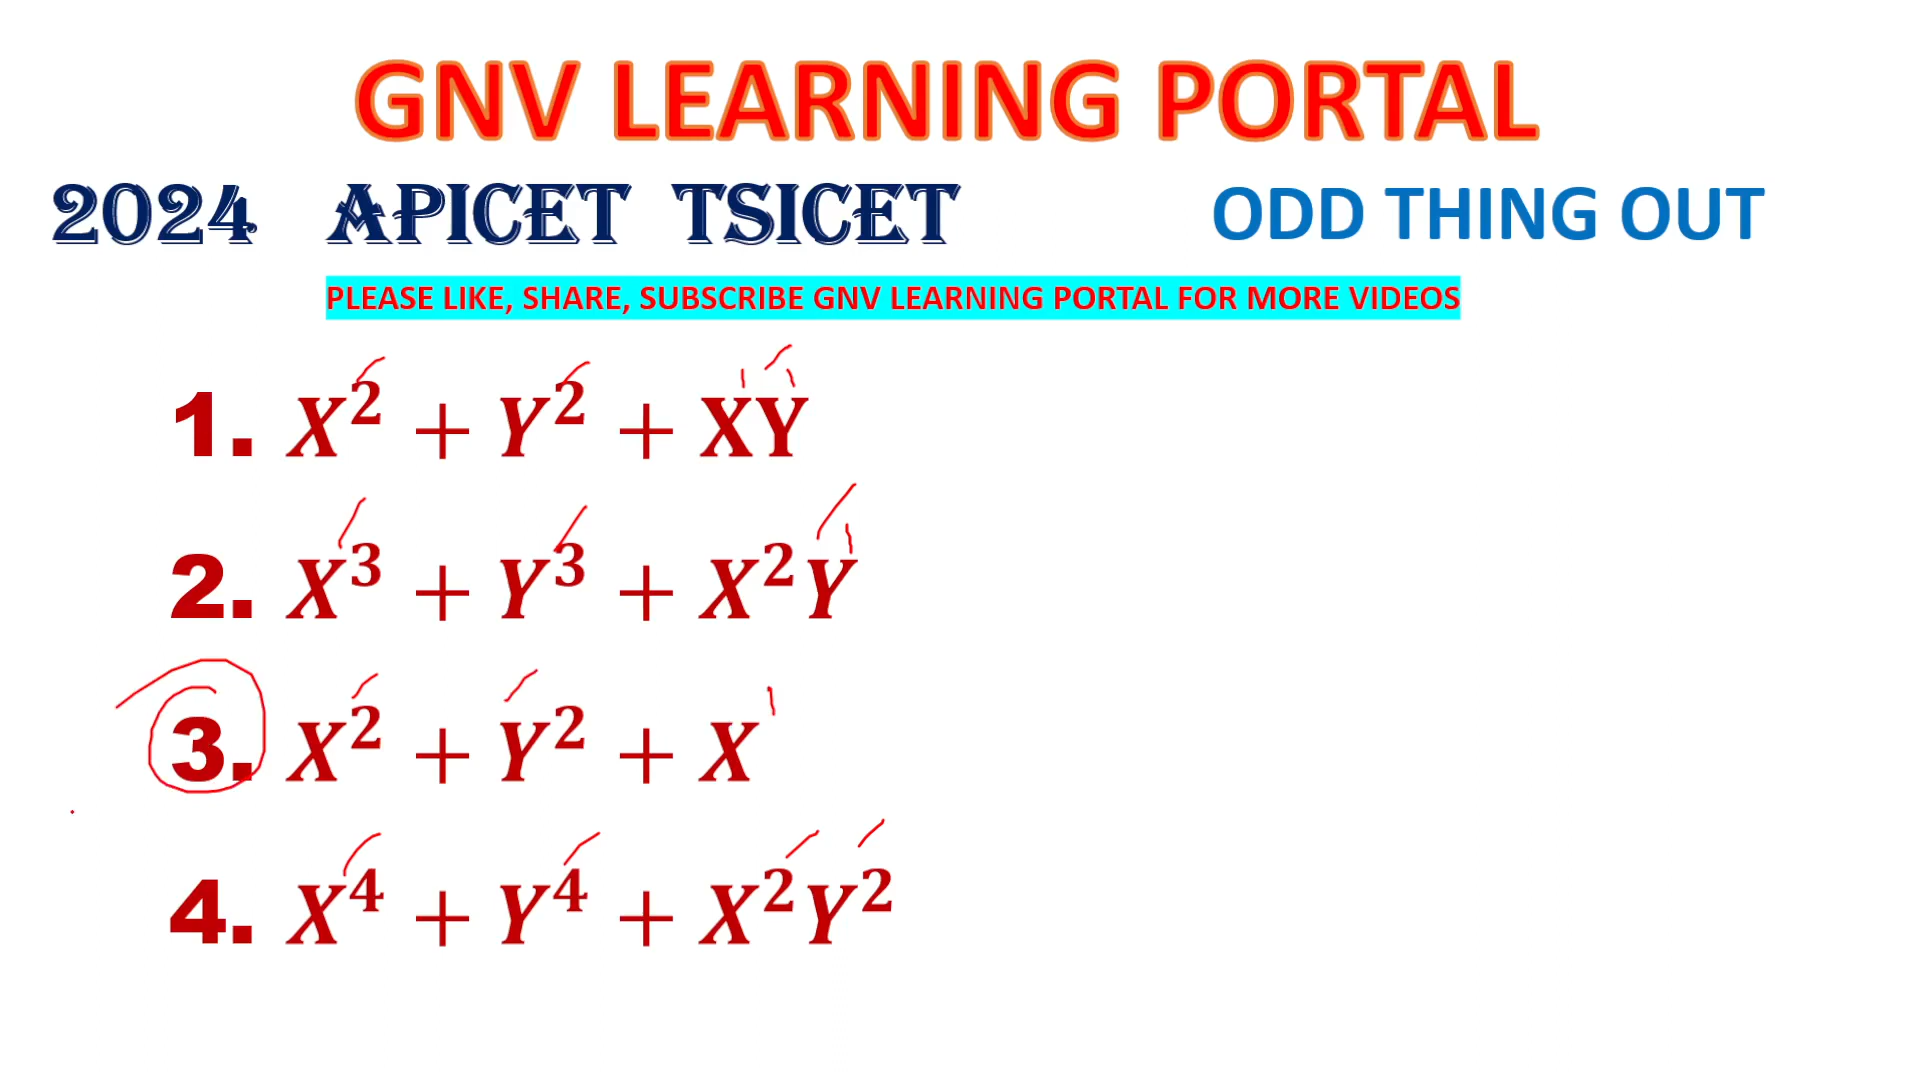 GNV LEARNING PORTAL
2024 APICET TSICET ODD THING OUT
PLEASE LIKE, SHARE, SUBSCRIBE GNV LEARNING PORTAL FOR MORE VIDEOS
1. X² + Y² + XY
2. X³ + Y³ + X²Y
3. X² + Y² + X
4. X⁴ + Y⁴ + X²Y²